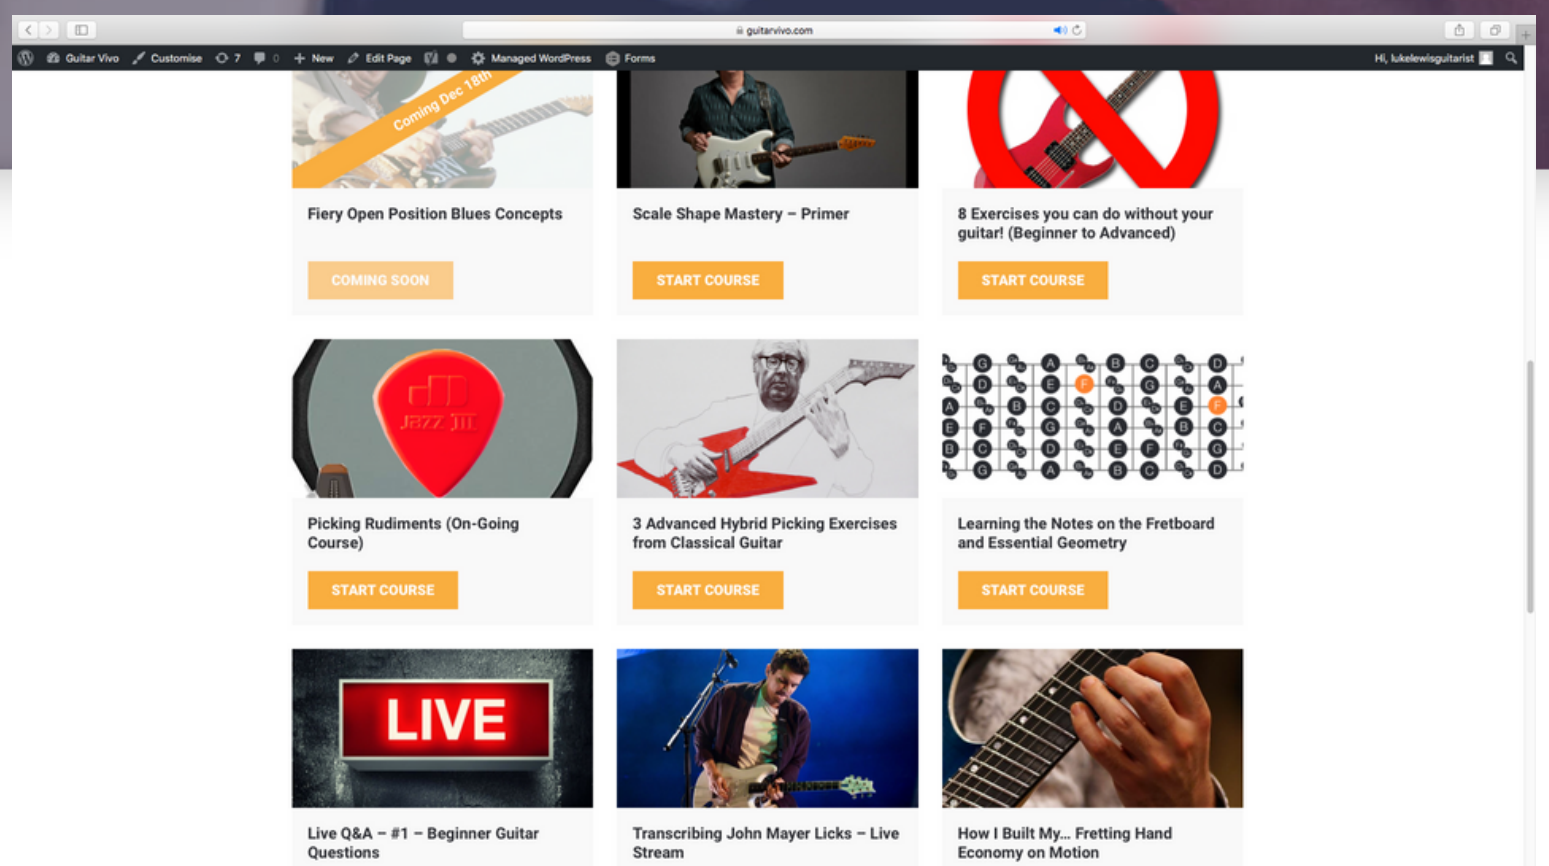 guitarvivo.com
Guitar Vivo Customise 7 0 New Edit Page Managed WordPress Forms Hi, lukelewisguitarist
Coming Dec 18th
Fiery Open Position Blues Concepts
COMING SOON
Scale Shape Mastery – Primer
START COURSE
8 Exercises you can do without your
guitar! (Beginner to Advanced)
START COURSE
JAZZ III
Picking Rudiments (On-Going
Course)
START COURSE
3 Advanced Hybrid Picking Exercises
from Classical Guitar
START COURSE
G A B C D
D E F G A
A B C D E F
E F G A B C
B C D E F G
G A B C D
Learning the Notes on the Fretboard
and Essential Geometry
START COURSE
LIVE
Live Q&A – #1 – Beginner Guitar
Questions
Transcribing John Mayer Licks – Live
Stream
How I Built My... Fretting Hand
Economy on Motion